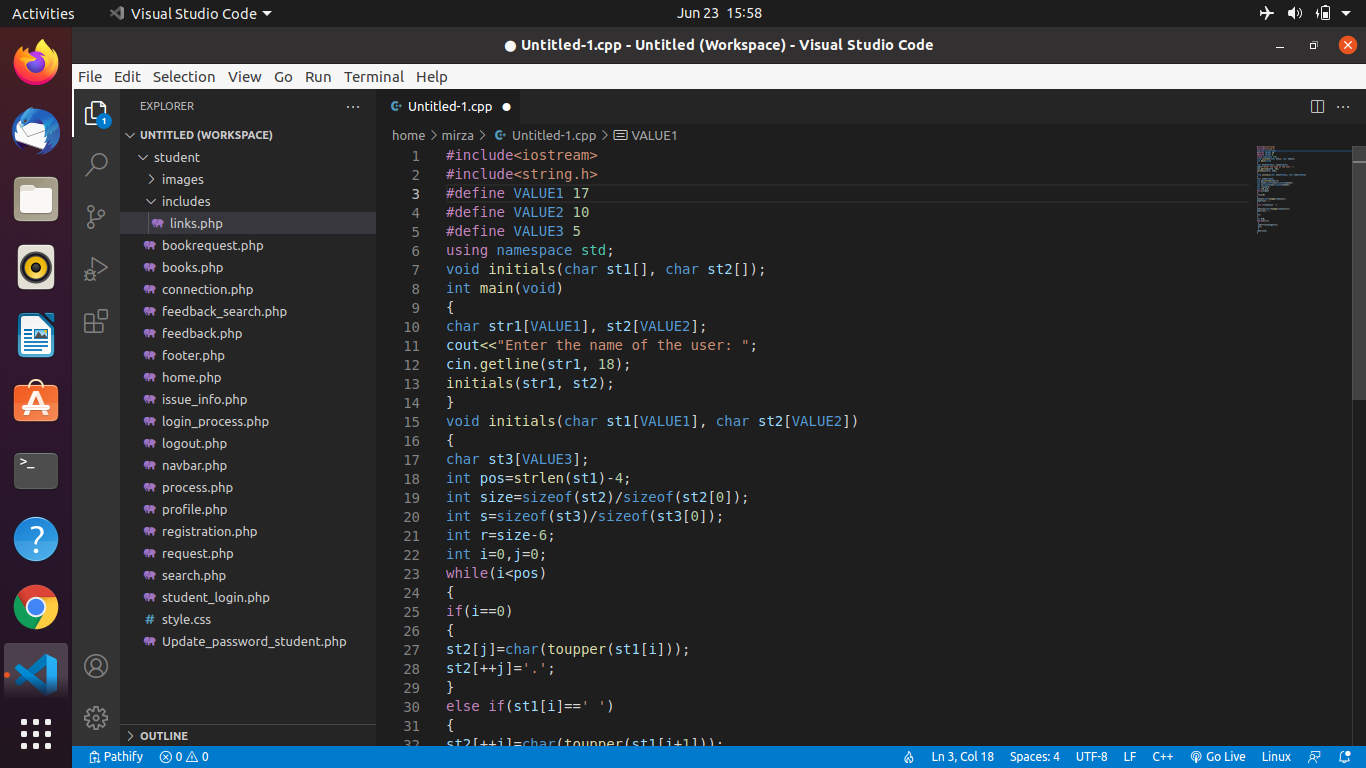 Activities
Visual Studio Code
Jun 23 15:58
● Untitled-1.cpp - Untitled (Workspace) - Visual Studio Code
File Edit Selection View Go Run Terminal Help
EXPLORER
UNTITLED (WORKSPACE)
student
images
includes
links.php
bookrequest.php
books.php
connection.php
feedback_search.php
feedback.php
footer.php
home.php
issue_info.php
login_process.php
logout.php
navbar.php
process.php
profile.php
registration.php
request.php
search.php
student_login.php
# style.css
Update_password_student.php
OUTLINE
1
Untitled-1.cpp ●
home > mirza > Untitled-1.cpp > VALUE1
1 #include<iostream>
2 #include<string.h>
3 #define VALUE1 17
4 #define VALUE2 10
5 #define VALUE3 5
6 using namespace std;
7 void initials(char st1[], char st2[]);
8 int main(void)
9 {
10 char str1[VALUE1], st2[VALUE2];
11 cout<<"Enter the name of the user: ";
12 cin.getline(str1, 18);
13 initials(str1, st2);
14 }
15 void initials(char st1[VALUE1], char st2[VALUE2])
16 {
17 char st3[VALUE3];
18 int pos=strlen(st1)-4;
19 int size=sizeof(st2)/sizeof(st2[0]);
20 int s=sizeof(st3)/sizeof(st3[0]);
21 int r=size-6;
22 int i=0,j=0;
23 while(i<pos)
24 {
25 if(i==0)
26 {
27 st2[j]=char(toupper(st1[i]));
28 st2[++j]='.';
29 }
30 else if(st1[i]==' ')
31 {
32 st2[++j]=char(toupper(st1[i+1]));
Pathify 0 0
Ln 3, Col 18 Spaces: 4 UTF-8 LF C++ Go Live Linux